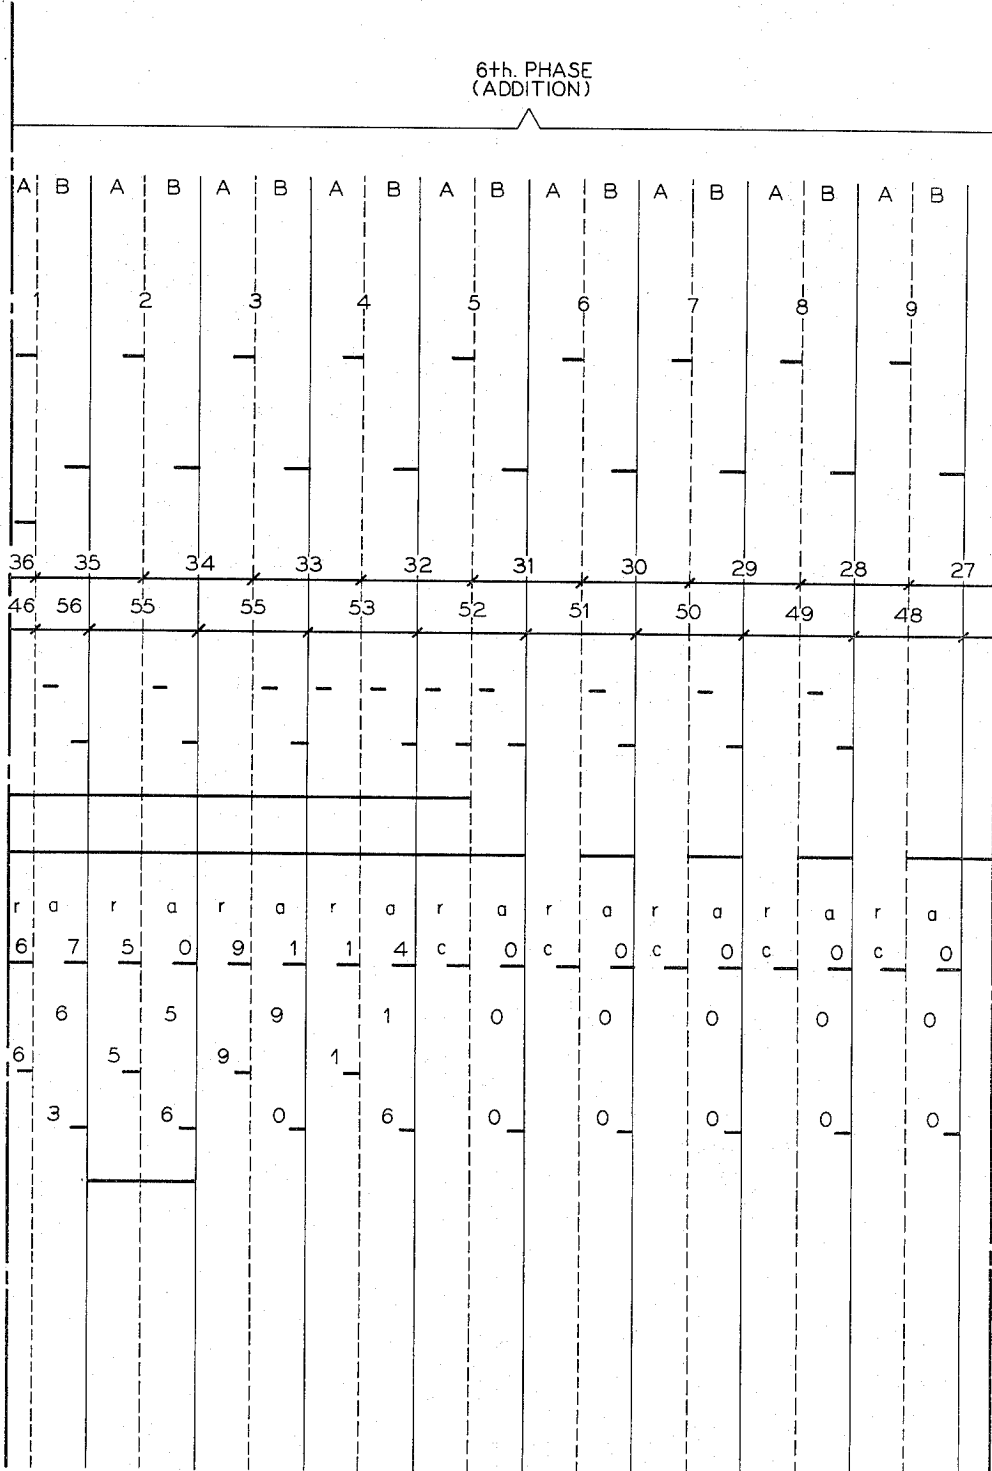 6th. PHASE
(ADDITION)
A B A B A B A B A B A B A B A B A B
1 2 3 4 5 6 7 8 9
36 35 34 33 32 31 30 29 28 27
46 56 55 55 53 52 51 50 49 48
r a r a r a r a r a r a r a r a r a
6 7 5 0 9 1 1 4 c 0 c 0 c 0 c 0 c 0
6 5 9 1 0 0 0 0 0
6 5 9 1
3 6 0 6 0 0 0 0 0